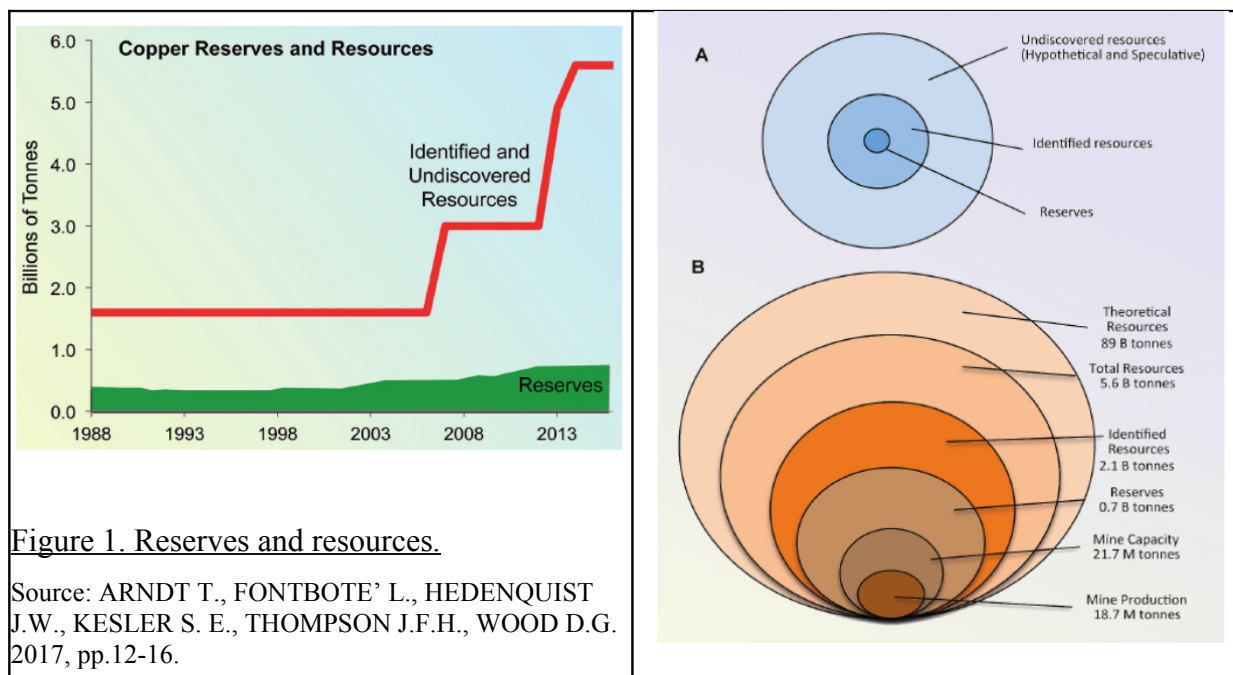 Copper Reserves and Resources
Billions of Tonnes
6.0
5.0
4.0
3.0
2.0
1.0
0.0
Identified and
Undiscovered
Resources
Reserves
1988
1993
1998
2003
2008
2013
Figure 1. Reserves and resources.
Source: ARNDT T., FONTBOTE’ L., HEDENQUIST
J.W., KESLER S. E., THOMPSON J.F.H., WOOD D.G.
2017, pp.12-16.
A
Undiscovered resources
(Hypothetical and Speculative)
Identified resources
Reserves
B
Theoretical
Resources
89 B tonnes
Total Resources
5.6 B tonnes
Identified
Resources
2.1 B tonnes
Reserves
0.7 B tonnes
Mine Capacity
21.7 M tonnes
Mine Production
18.7 M tonnes